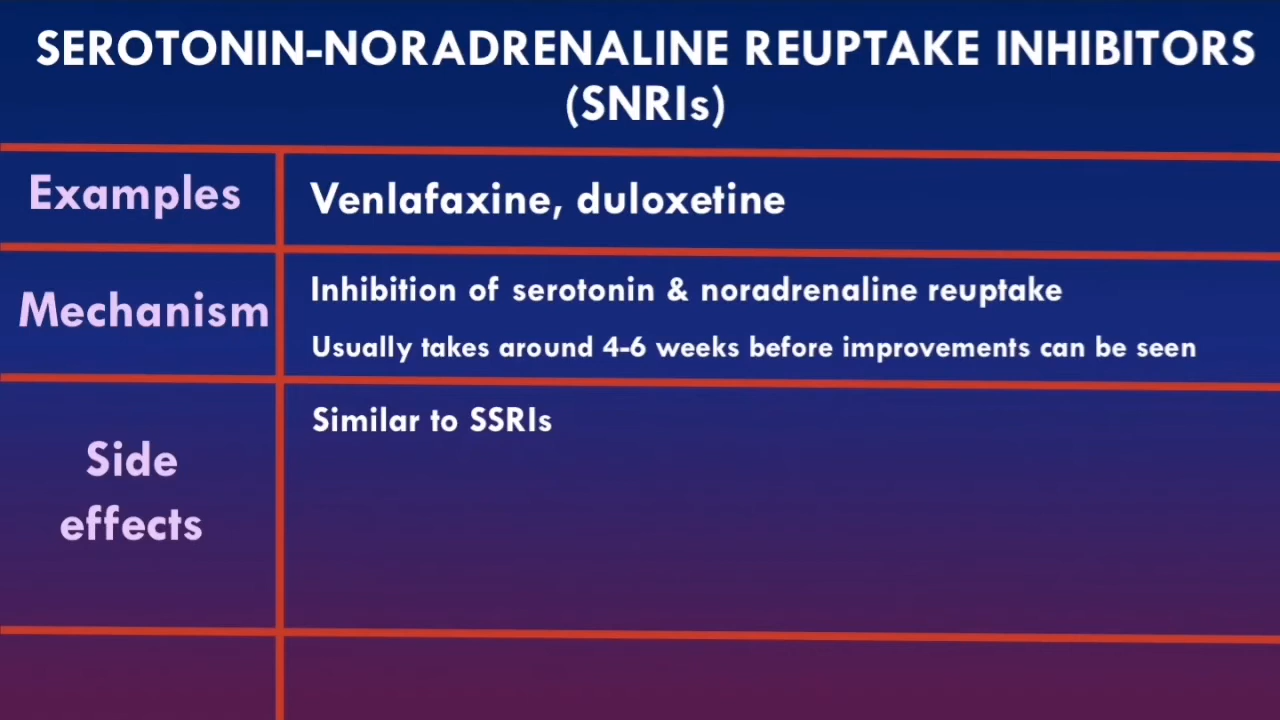 SEROTONIN-NORADRENALINE REUPTAKE INHIBITORS
(SNRIs)
Examples
Venlafaxine, duloxetine
Mechanism
Inhibition of serotonin & noradrenaline reuptake
Usually takes around 4-6 weeks before improvements can be seen
Side
effects
Similar to SSRIs